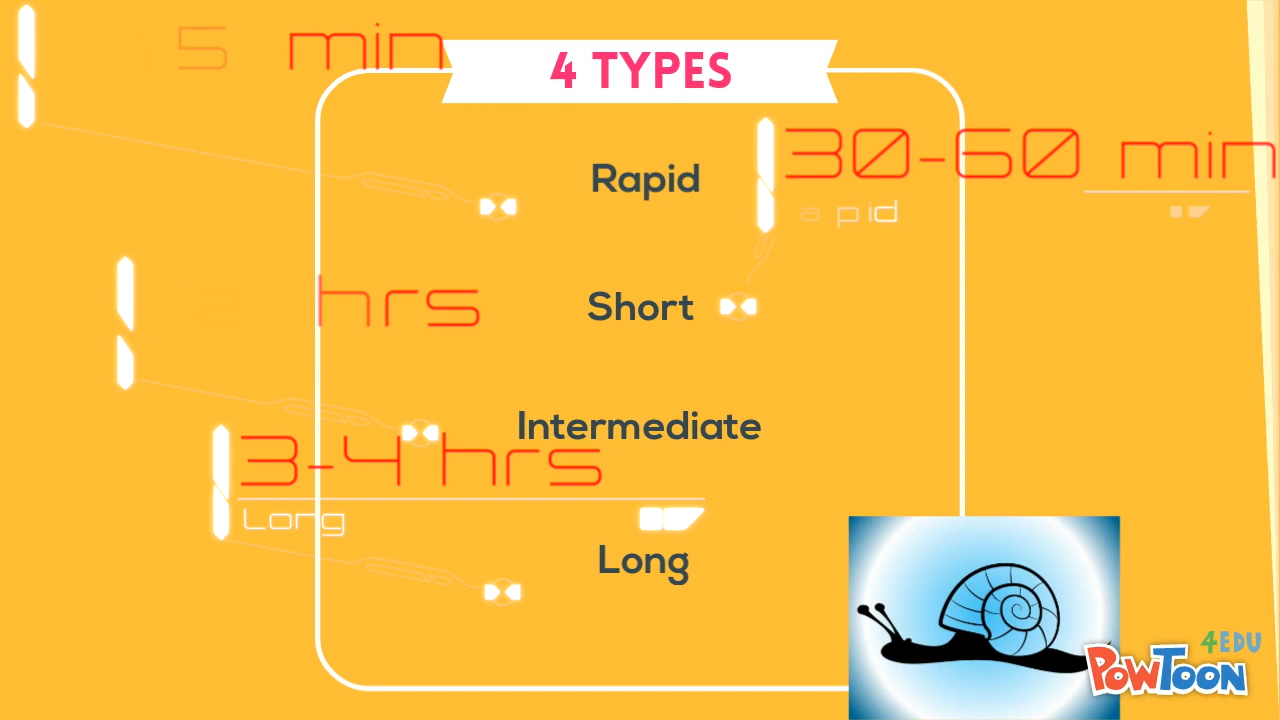 4 TYPES
5 min
Rapid
30-60 min
apid
Short
hrs
Intermediate
3-4 hrs
Long
Long
4EDU
POWTOON